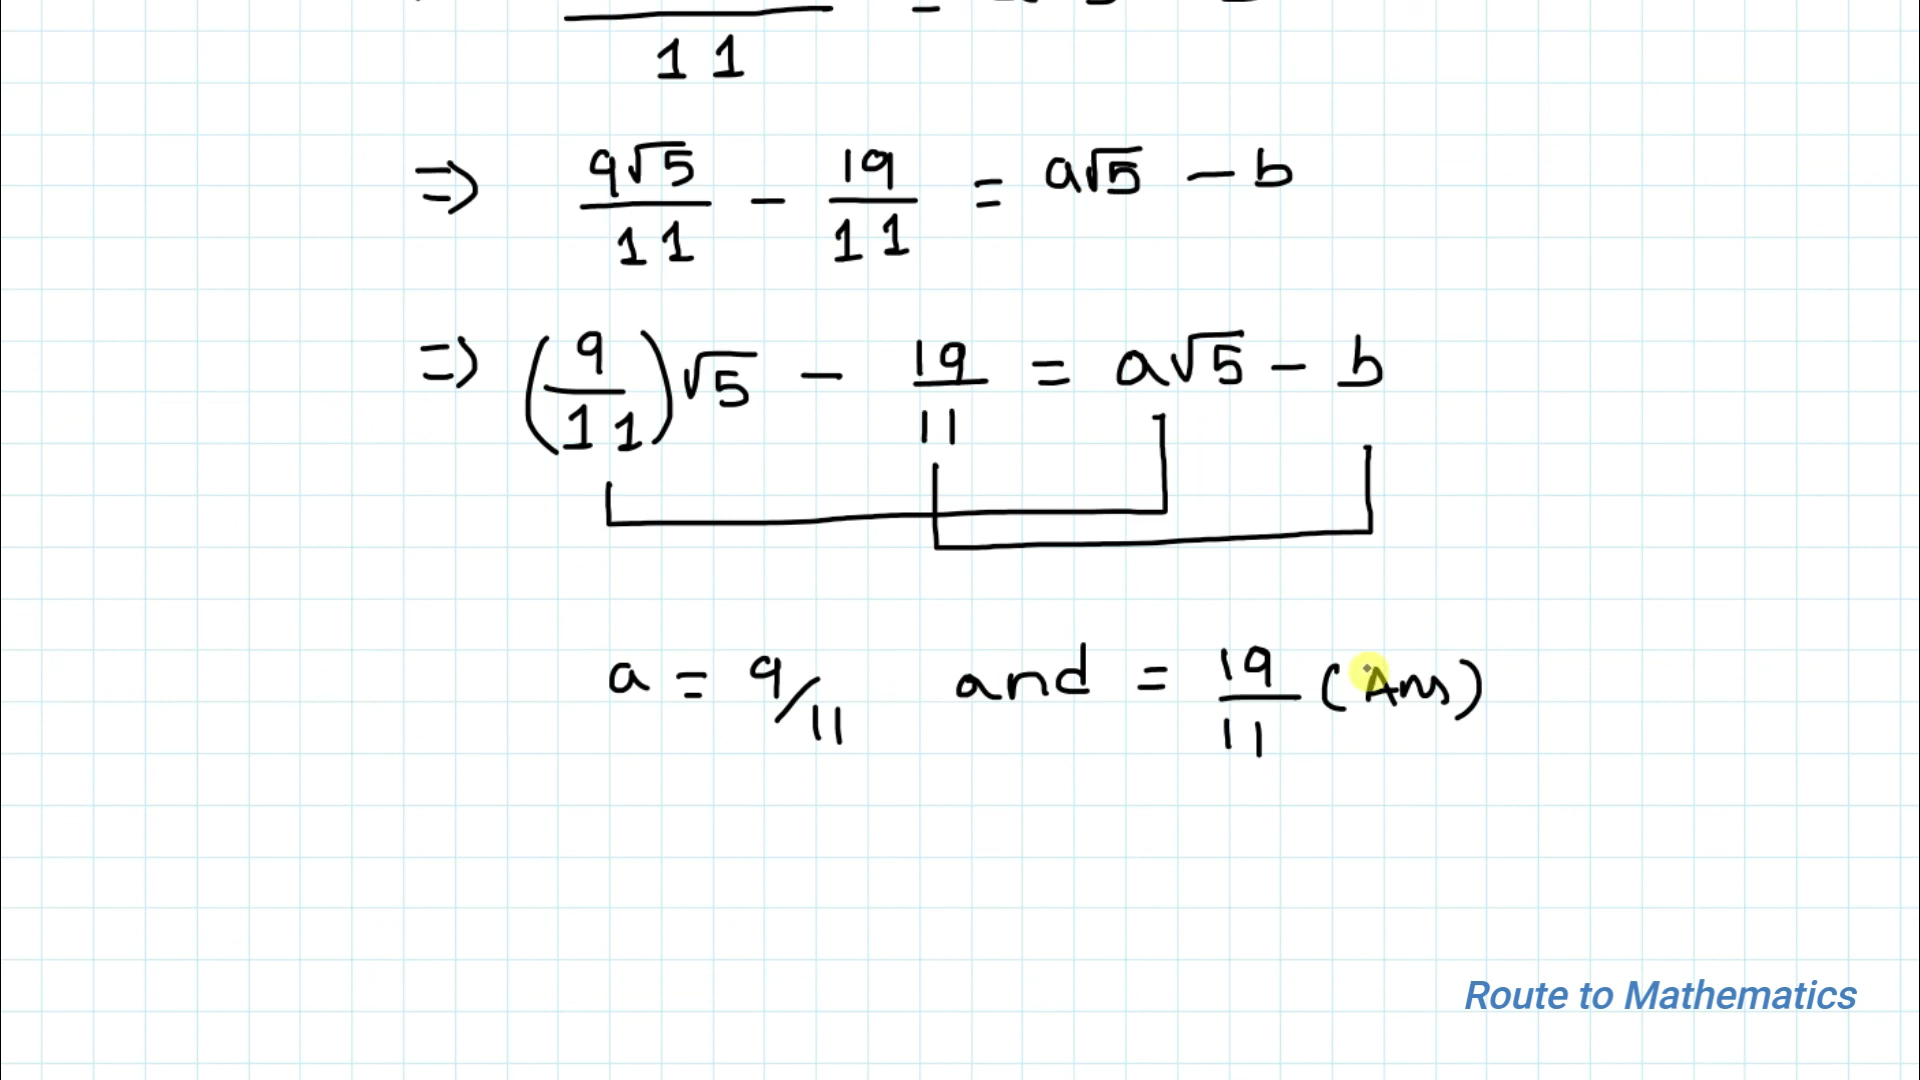 11
⇒ 9√5/11 - 19/11 = a√5 - b
⇒ (9/11)√5 - 19/11 = a√5 - b
a = 9/11 and = 19/11 (Ans)
Route to Mathematics